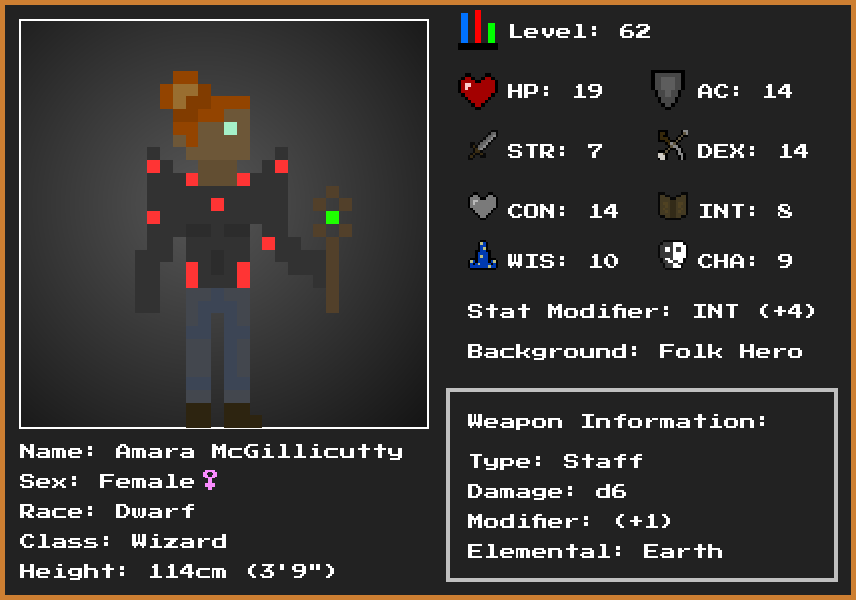 Level: 62
HP: 19 AC: 14
STR: 7 DEX: 14
CON: 14 INT: 8
WIS: 10 CHA: 9
Stat Modifier: INT (+4)
Background: Folk Hero
Weapon Information:
Type: Staff
Damage: d6
Modifier: (+1)
Elemental: Earth
Name: Amara McGillicutty
Sex: Female♀
Race: Dwarf
Class: Wizard
Height: 114cm (3'9")